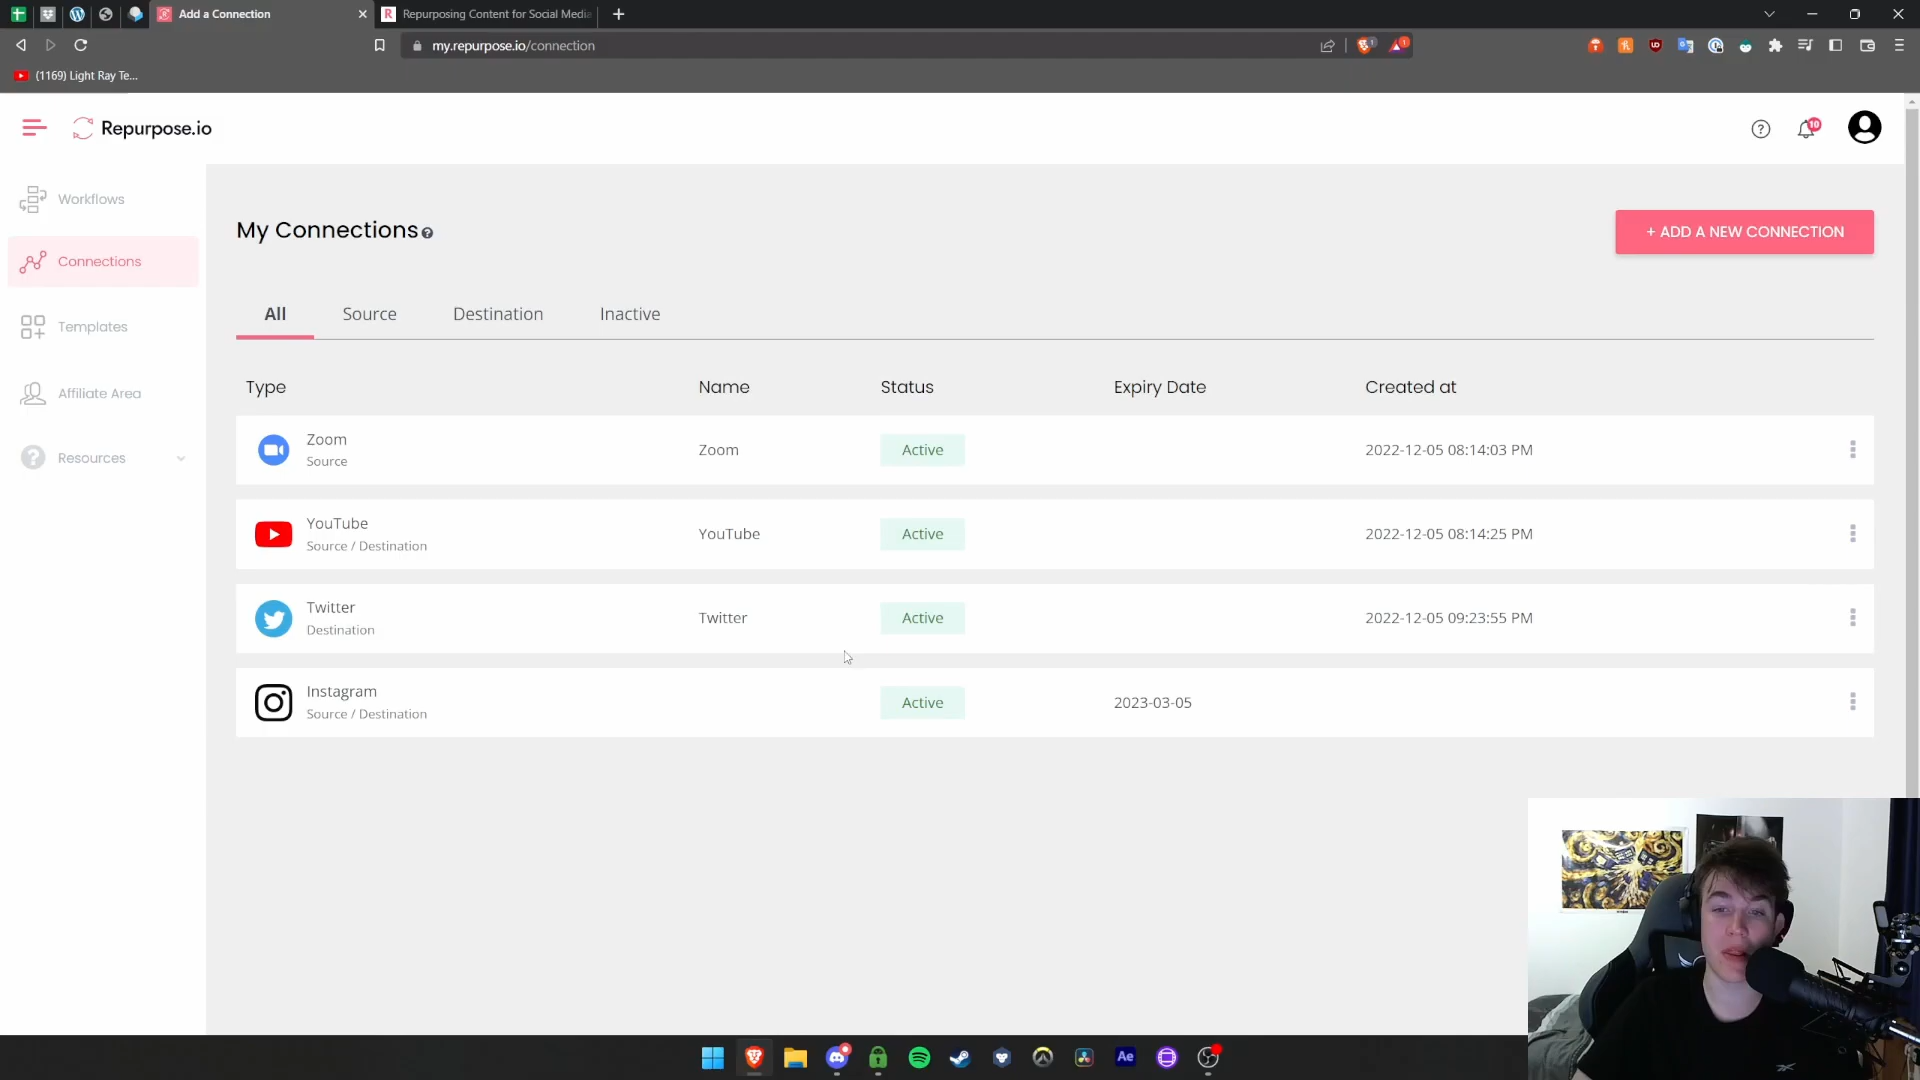 Add a Connection
R Repurposing Content for Social Media
my.repurpose.io/connection
1
1
(1169) Light Ray Te...
Repurpose.io
10
Workflows
Connections
Templates
Affiliate Area
Resources
My Connections
+ ADD A NEW CONNECTION
All Source Destination Inactive
Type Name Status Expiry Date Created at
Zoom
Source
Zoom Active 2022-12-05 08:14:03 PM
YouTube
Source / Destination
YouTube Active 2022-12-05 08:14:25 PM
Twitter
Destination
Twitter Active 2022-12-05 09:23:55 PM
Instagram
Source / Destination
Active 2023-03-05
Ae